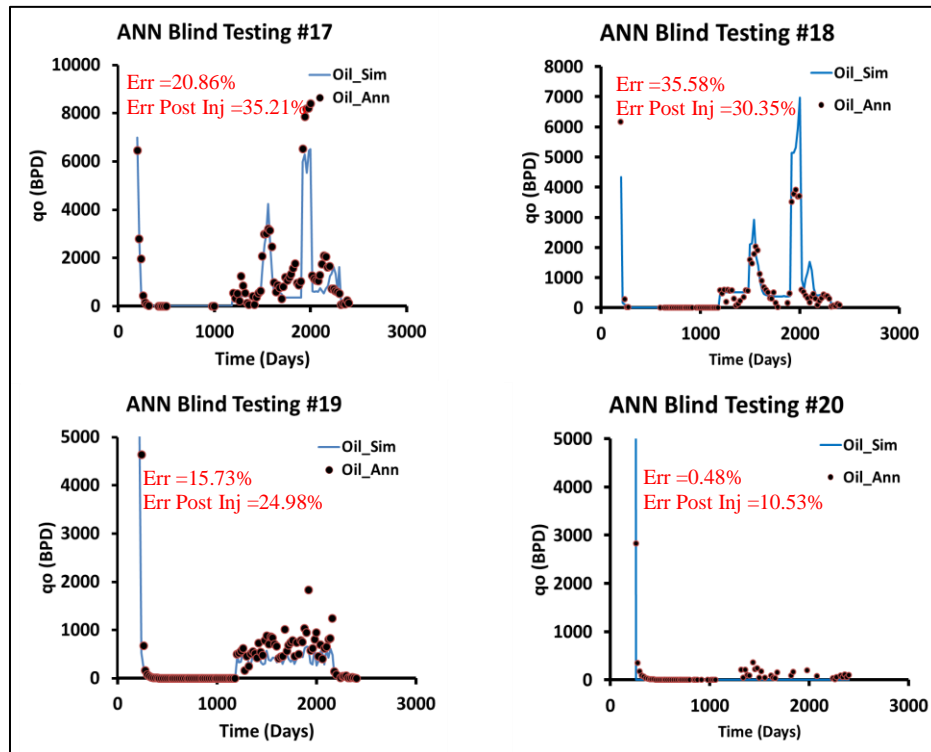 ANN Blind Testing #17
Err =20.86%
Err Post Inj =35.21%
Oil_Sim
Oil_Ann
10000
8000
6000
4000
2000
0
qo (BPD)
0 1000 2000 3000
Time (Days)
ANN Blind Testing #18
Err =35.58%
Err Post Inj =30.35%
Oil_Sim
Oil_Ann
8000
7000
6000
5000
4000
3000
2000
1000
0
qo (BPD)
0 1000 2000 3000
Time (Days)
ANN Blind Testing #19
Err =15.73%
Err Post Inj =24.98%
Oil_Sim
Oil_Ann
5000
4000
3000
2000
1000
0
qo (BPD)
0 1000 2000 3000
Time (Days)
ANN Blind Testing #20
Err =0.48%
Err Post Inj =10.53%
Oil_Sim
Oil_Ann
5000
4000
3000
2000
1000
0
qo (BPD)
0 1000 2000 3000
Time (Days)